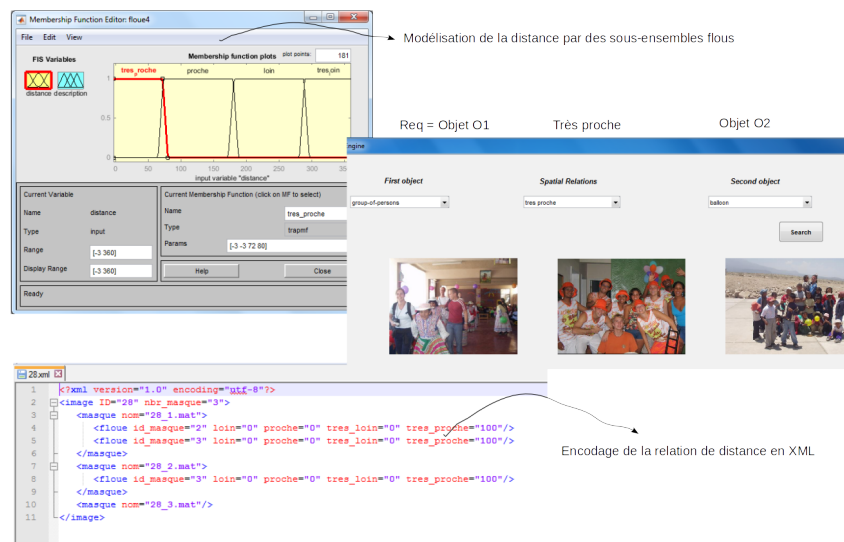 Membership Function Editor: floue4
File Edit View
Modélisation de la distance par des sous-ensembles flous
FIS Variables
Membership function plots
plot points:
181
tres_roche proche loin tres_oin
distance description
1
0.5
0
0 50 100 150 200 250 300
input variable "distance"
Req = Objet O1 Très proche Objet O2
ngine
First object Spatial Relations Second object
group-of-persons tres proche balloon
Search
Current Variable
Name distance
Type input
Range [-3 360]
Display Range [-3 360]
Current Membership Function (click on MF to select)
Name tres_proche
Type trapmf
Params [-3 -3 72 80]
Help Close
Ready
28.xml
1 <?xml version="1.0" encoding="utf-8"?>
2 <image ID="28" nbr_masque="3">
3 <masque nom="28_1.mat">
4 <floue id_masque="2" loin="0" proche="0" tres_loin="0" tres_proche="100"/>
5 <floue id_masque="3" loin="0" proche="0" tres_loin="0" tres_proche="100"/>
6 </masque>
7 <masque nom="28_2.mat">
8 <floue id_masque="3" loin="0" proche="0" tres_loin="0" tres_proche="100"/>
9 </masque>
10 <masque nom="28_3.mat"/>
11 </image>
Encodage de la relation de distance en XML